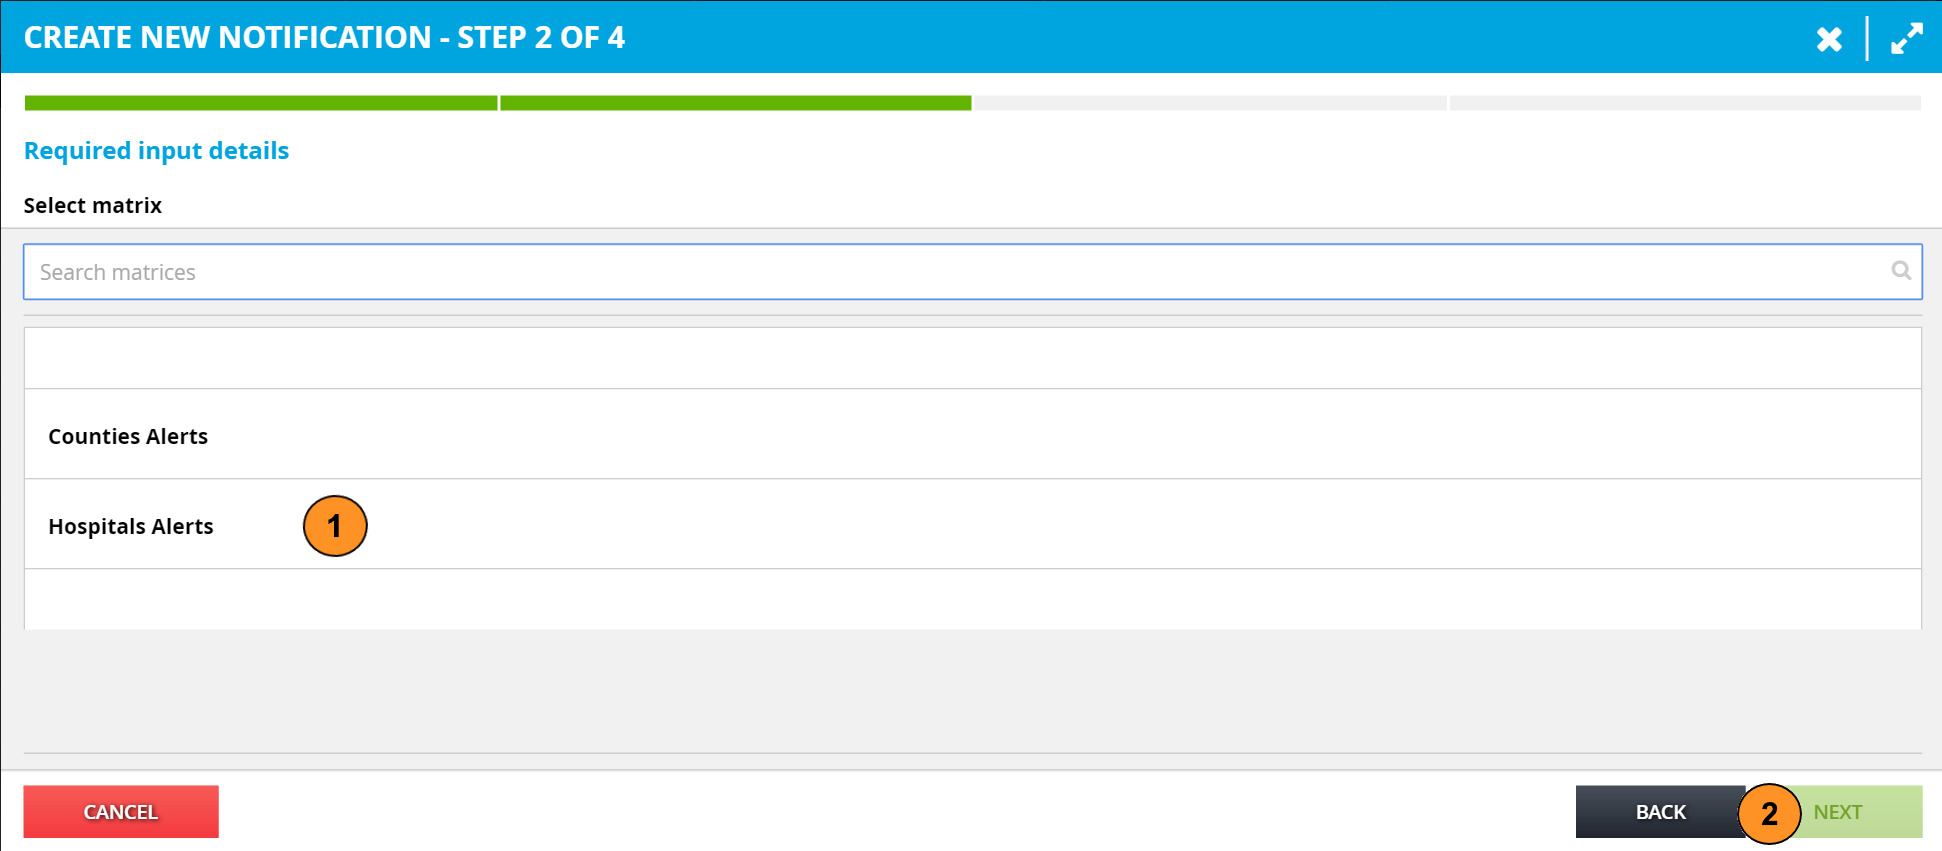 CREATE NEW NOTIFICATION - STEP 2 OF 4
Required input details
Select matrix
Search matrices
Counties Alerts
Hospitals Alerts 1
CANCEL BACK 2 NEXT